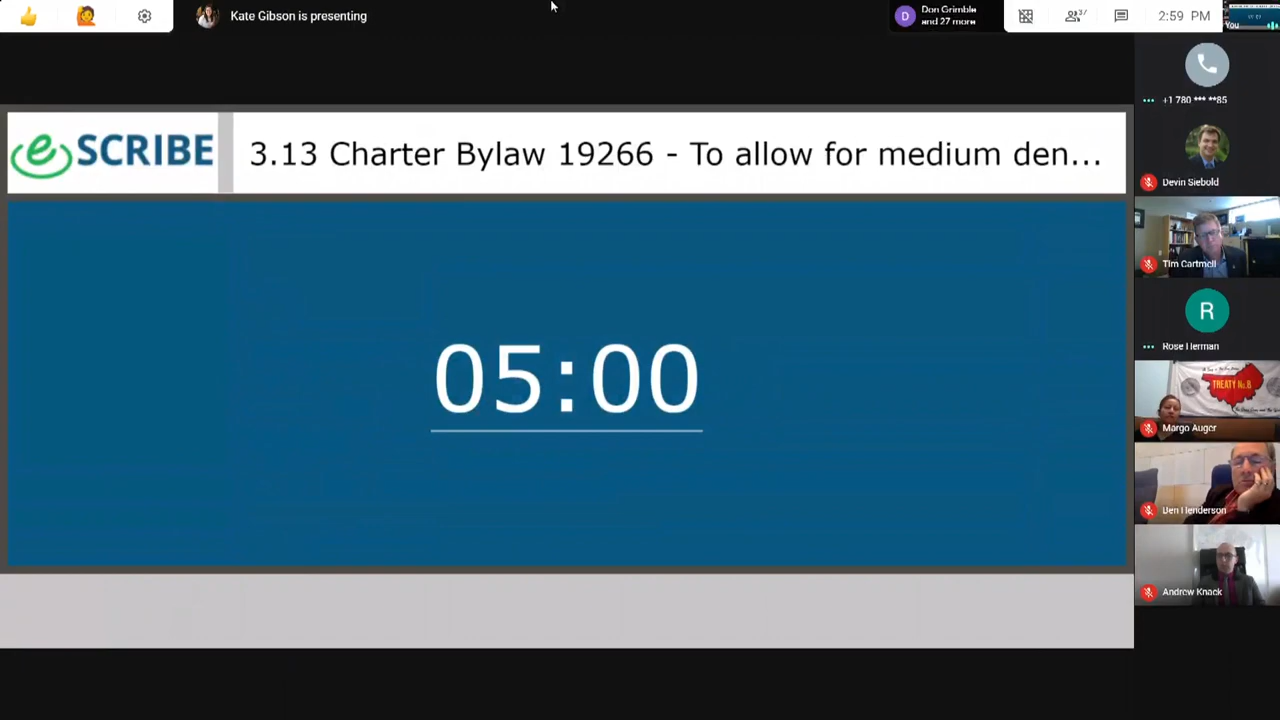 Kate Gibson is presenting
D
Don Grimble
and 27 more
37
2:59 PM
You
eSCRIBE
3.13 Charter Bylaw 19266 - To allow for medium den...
05:00
+1 780 *** **85
Devin Siebold
Tim Cartmell
R
Rose Herman
TREATY No.8
Margo Auger
Ben Henderson
Andrew Knack